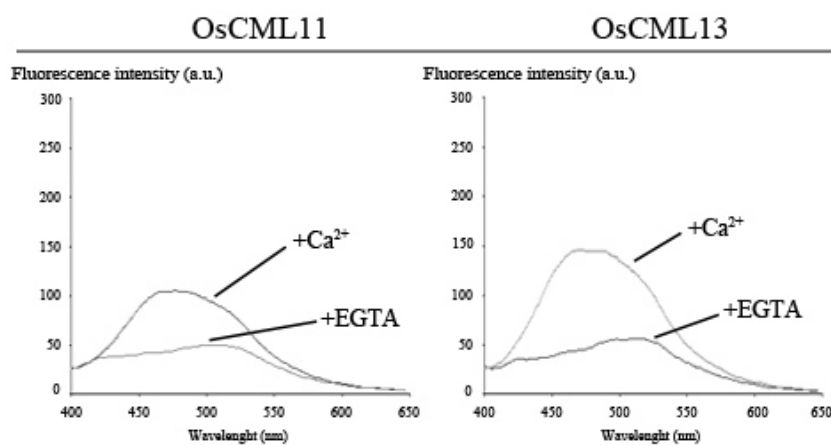 OsCML11
OsCML13
Fluorescence intensity (a.u.)
Fluorescence intensity (a.u.)
300
250
200
150
100
50
0
+Ca²⁺
+EGTA
400 450 500 550 600 650
Wavelenght (nm)
300
250
200
150
100
50
0
+Ca²⁺
+EGTA
400 450 500 550 600 650
Wavelenght (nm)